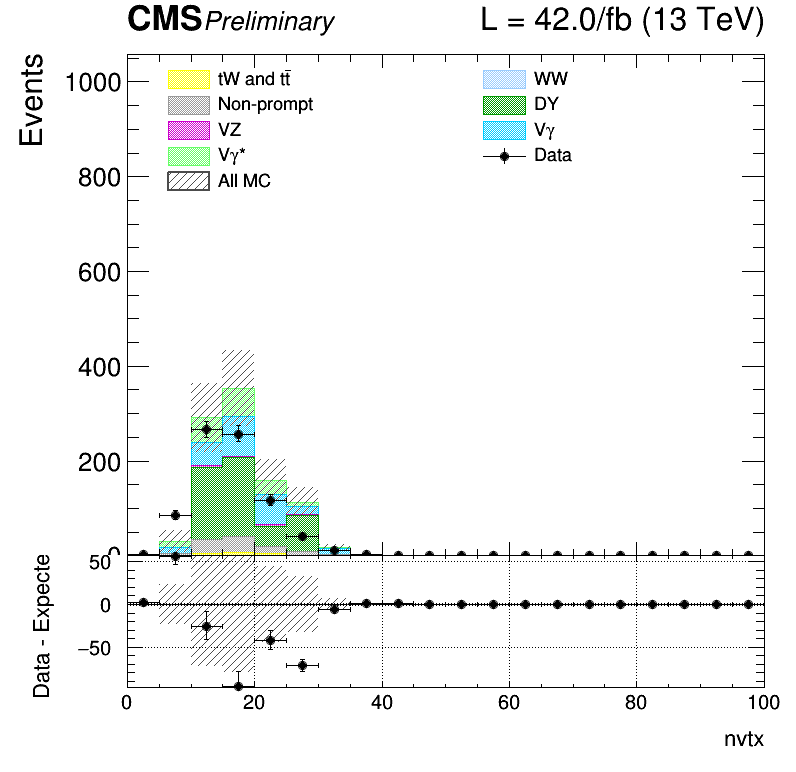 CMS Preliminary L = 42.0/fb (13 TeV)
Events
1000
800
600
400
200
0
tW and tt̄
Non-prompt
VZ
Vγ*
All MC
WW
DY
Vγ
Data
Data - Expecte
50
0
−50
0 20 40 60 80 100
nvtx